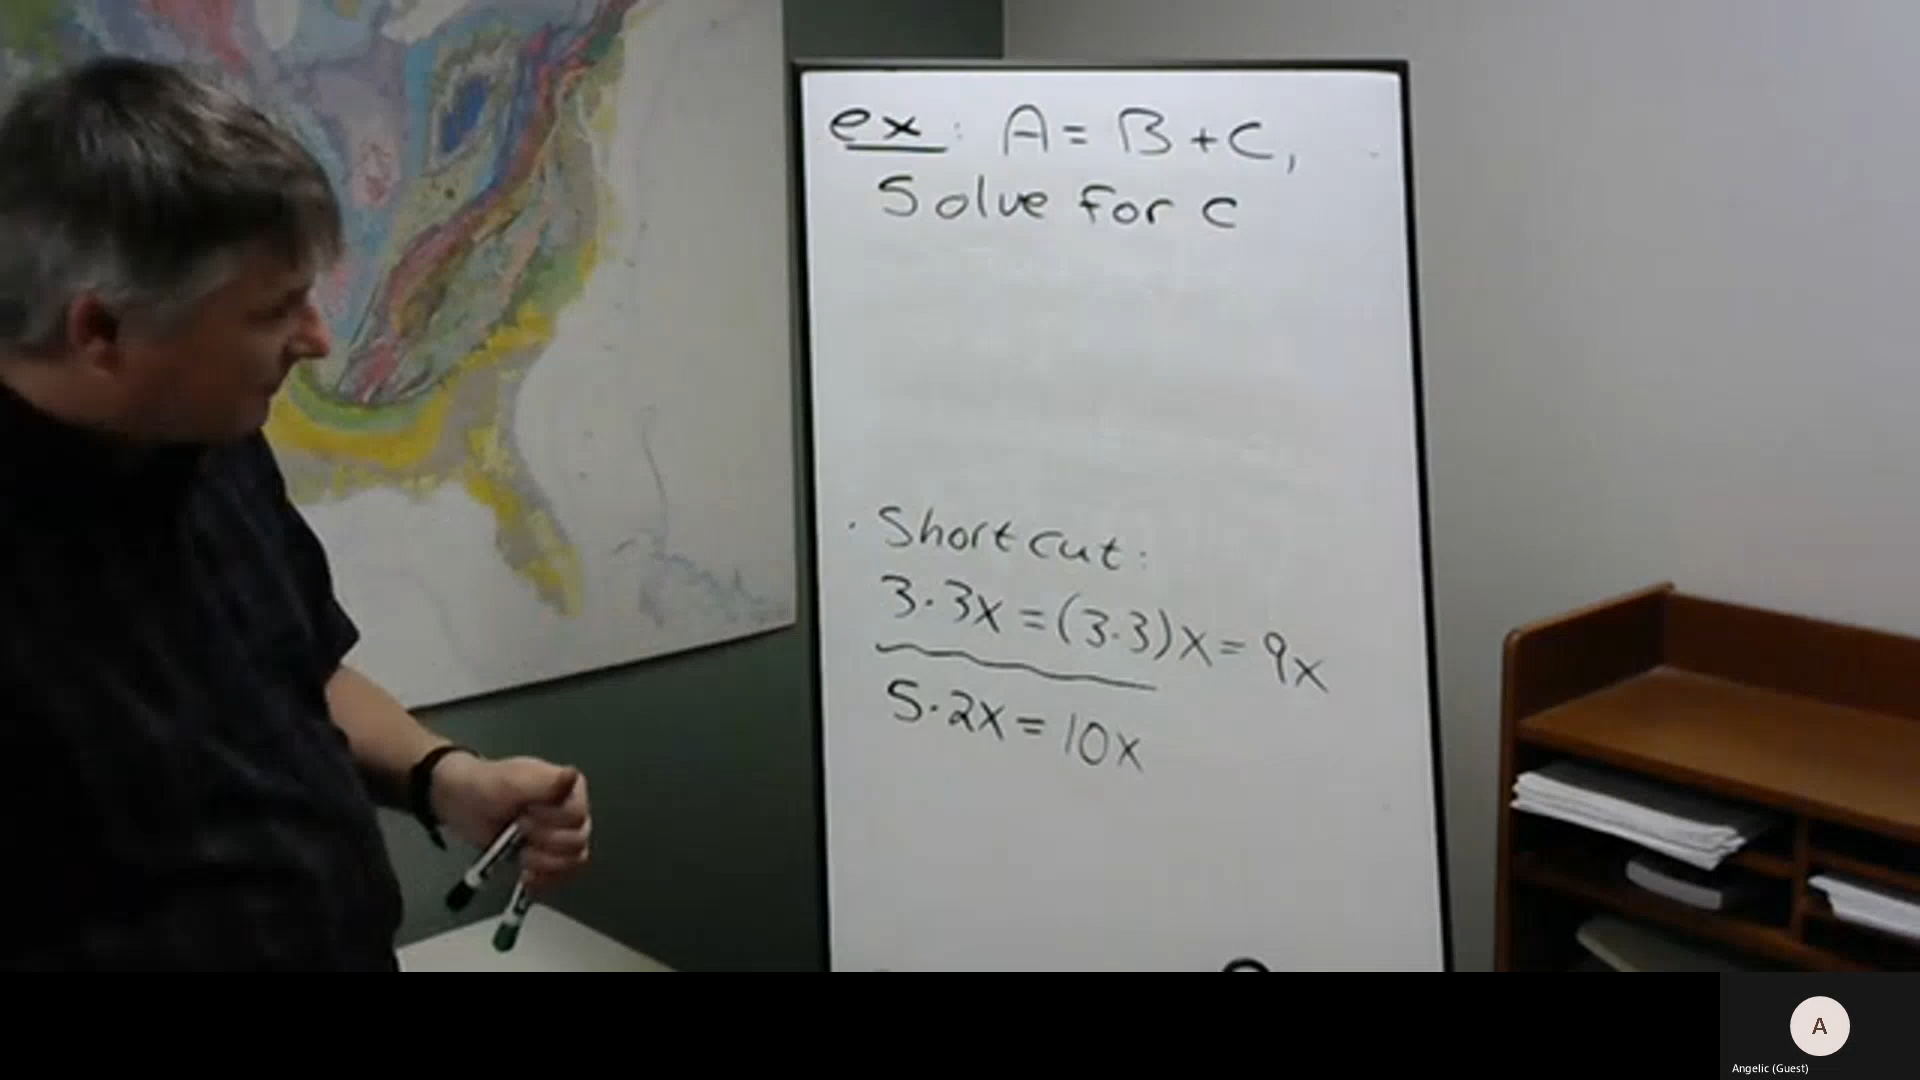 ex: A = B + C,
Solve for C
· Shortcut:
3·3x = (3·3)x = 9x
5·2x = 10x
A
Angelic (Guest)